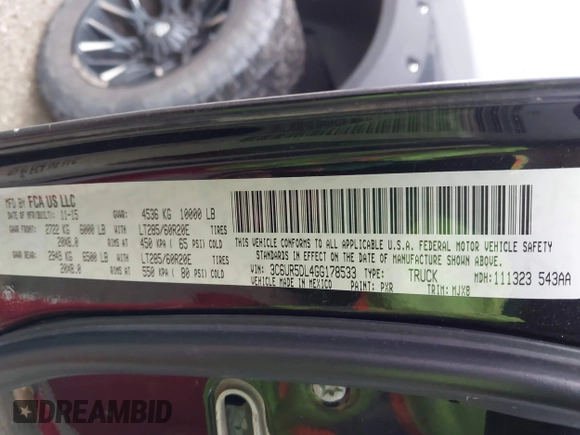 MFD BY FCA US LLC
DATE OF MFR/BUILT: 11-15 GVWR: 4536 KG 10000 LB
GAWR FRONT: 2722 KG 6000 LB LT285/60R20E TIRES
20X8.0 RIMS AT 450 KPA ( 65 PSI) COLD
GAWR REAR: 2948 KG 6500 LB LT285/60R20E TIRES
20X8.0 RIMS AT 550 KPA ( 80 PSI) COLD
THIS VEHICLE CONFORMS TO ALL APPLICABLE U.S.A. FEDERAL MOTOR VEHICLE SAFETY
STANDARDS IN EFFECT ON THE DATE OF MANUFACTURE SHOWN ABOVE.
VIN: 3C6UR5DL4GG178533 TYPE: TRUCK MDH: 111323 543AA
VEHICLE MADE IN MEXICO PAINT: PXR TRIM: MJX8
DREAMBID